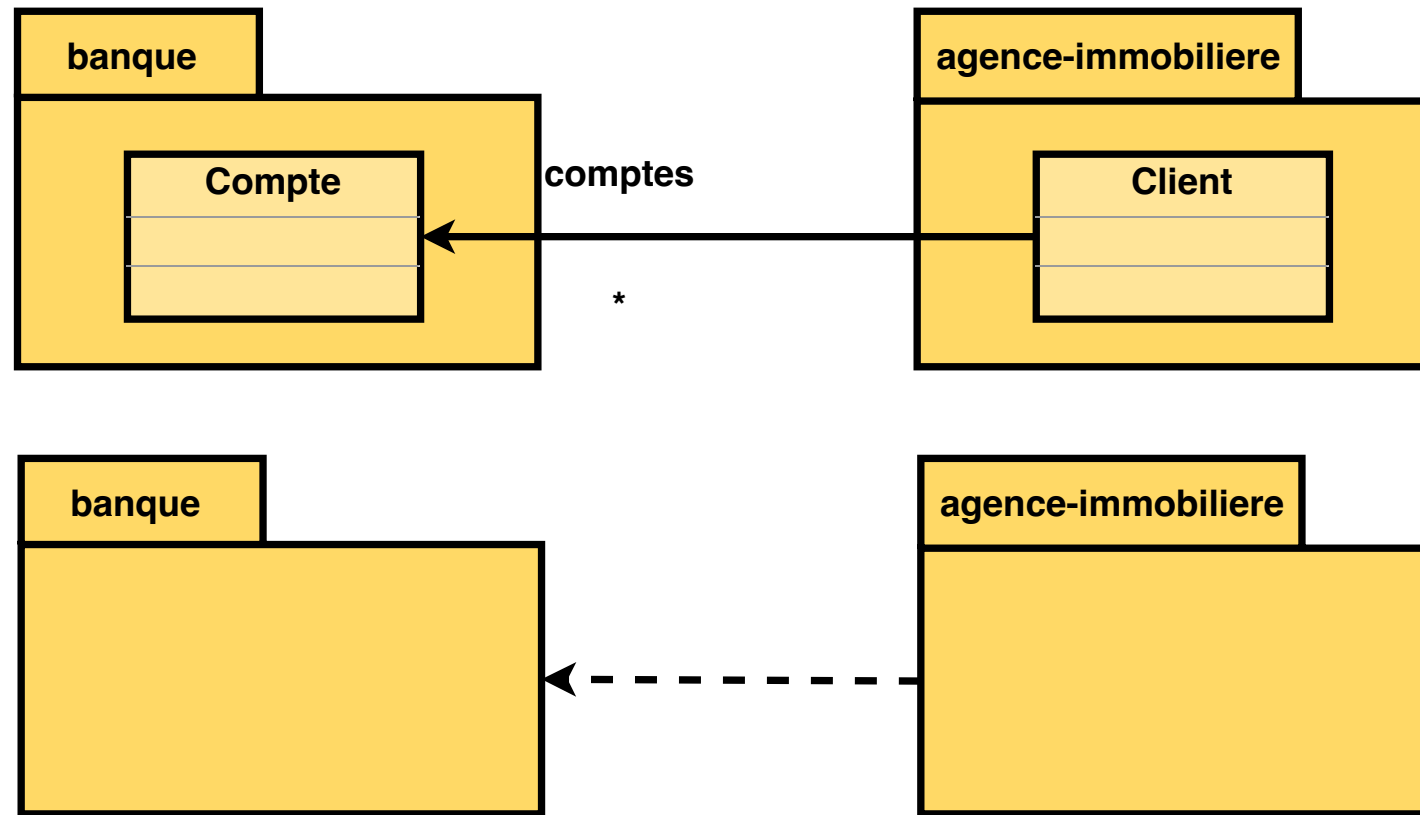 banque
agence-immobiliere
Compte
comptes
Client
*
banque
agence-immobiliere